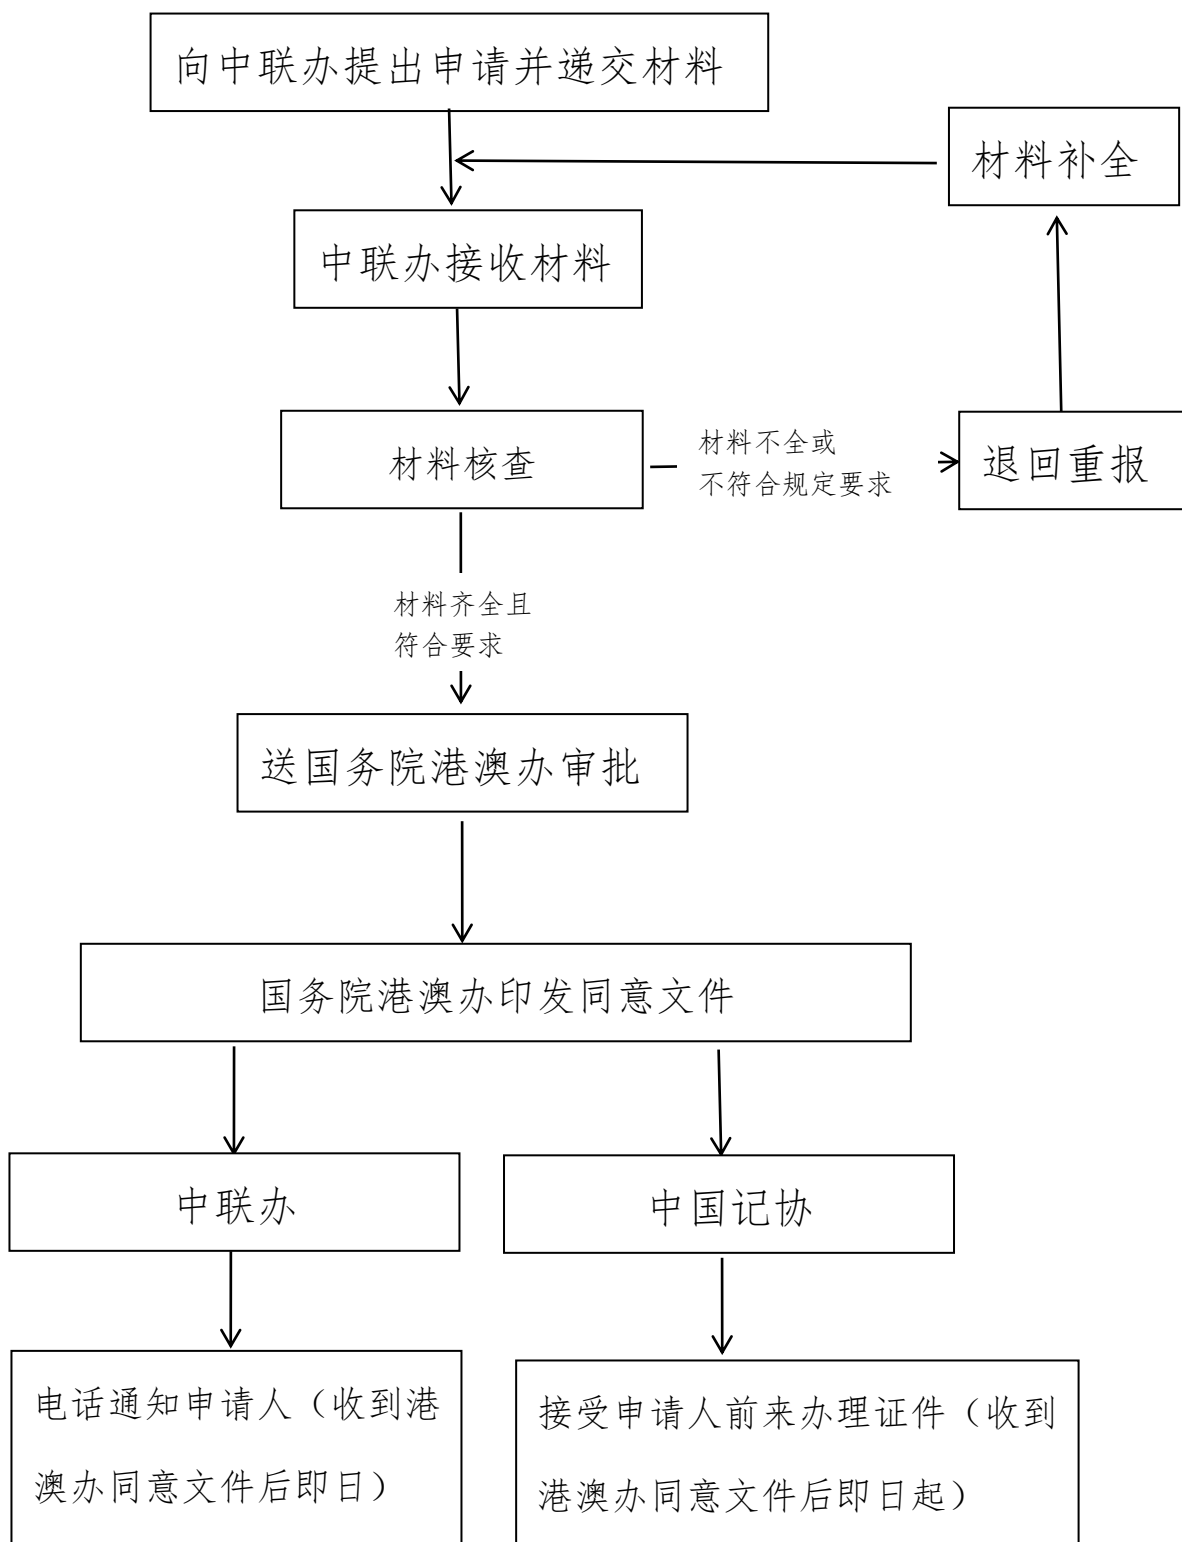 向中联办提出申请并递交材料
材料补全
中联办接收材料
材料核查
材料不全或
不符合规定要求
退回重报
材料齐全且
符合要求
送国务院港澳办审批
国务院港澳办印发同意文件
中联办
中国记协
电话通知申请人（收到港
澳办同意文件后即日）
接受申请人前来办理证件（收到
港澳办同意文件后即日起）